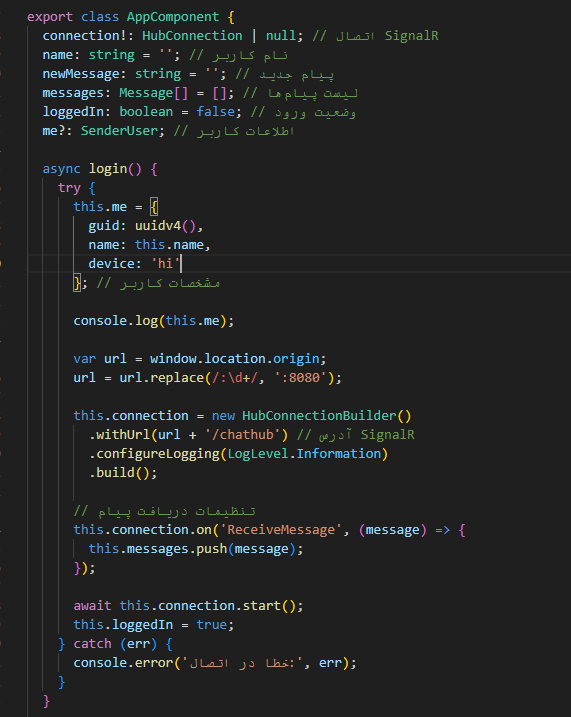 export class AppComponent {
connection!: HubConnection | null; // اتصال SignalR
name: string = ''; // نام کاربر
newMessage: string = ''; // پیام جدید
messages: Message[] = []; // لیست پیام‌ها
loggedIn: boolean = false; // وضعیت ورود
me?: SenderUser; // اطلاعات کاربر
async login() {
try {
this.me = {
guid: uuidv4(),
name: this.name,
device: 'hi'
}; // مشخصات کاربر
console.log(this.me);
var url = window.location.origin;
url = url.replace(/:\d+/, ':8080');
this.connection = new HubConnectionBuilder()
.withUrl(url + '/chathub') // آدرس SignalR
.configureLogging(LogLevel.Information)
.build();
// تنظیمات دریافت پیام
this.connection.on('ReceiveMessage', (message) => {
this.messages.push(message);
});
await this.connection.start();
this.loggedIn = true;
} catch (err) {
console.error('خطا در اتصال:', err);
}
}